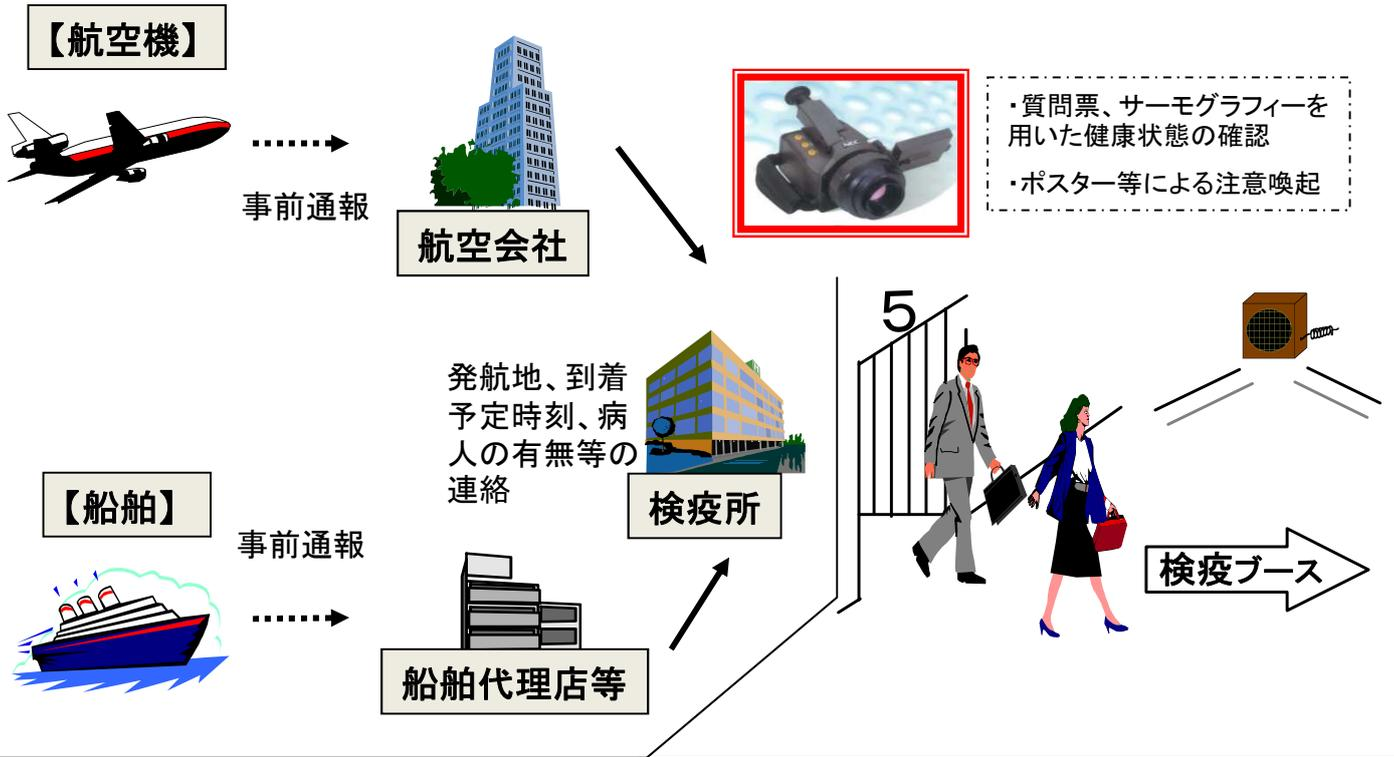 【航空機】
事前通報
航空会社
・質問票、サーモグラフィーを
用いた健康状態の確認
・ポスター等による注意喚起
5
発航地、到着
予定時刻、病
人の有無等の
連絡
検疫所
【船舶】
事前通報
船舶代理店等
検疫ブース